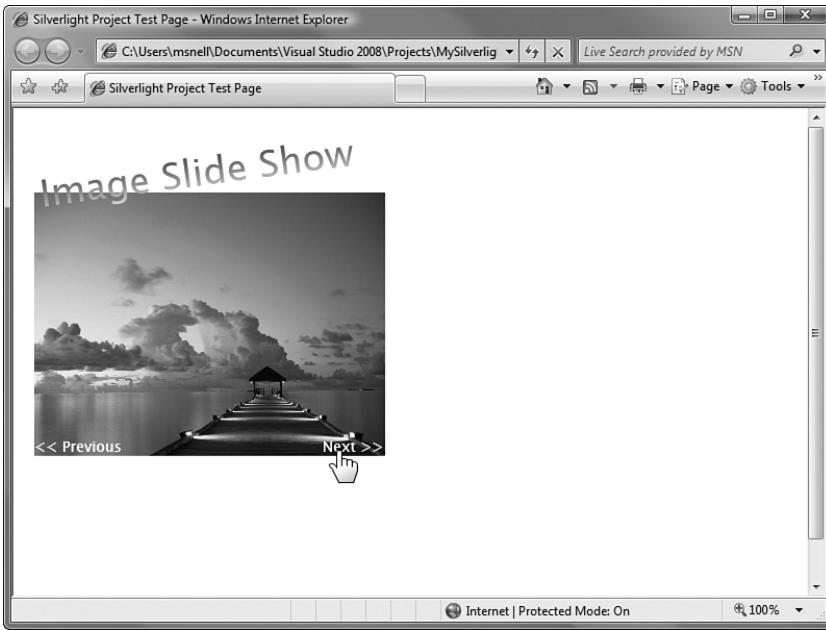 Silverlight Project Test Page - Windows Internet Explorer
C:\Users\msnell\Documents\Visual Studio 2008\Projects\MySilverlig
Live Search provided by MSN
Silverlight Project Test Page
Page
Tools
»
Image Slide Show
<< Previous
Next >>
Internet | Protected Mode: On
100%